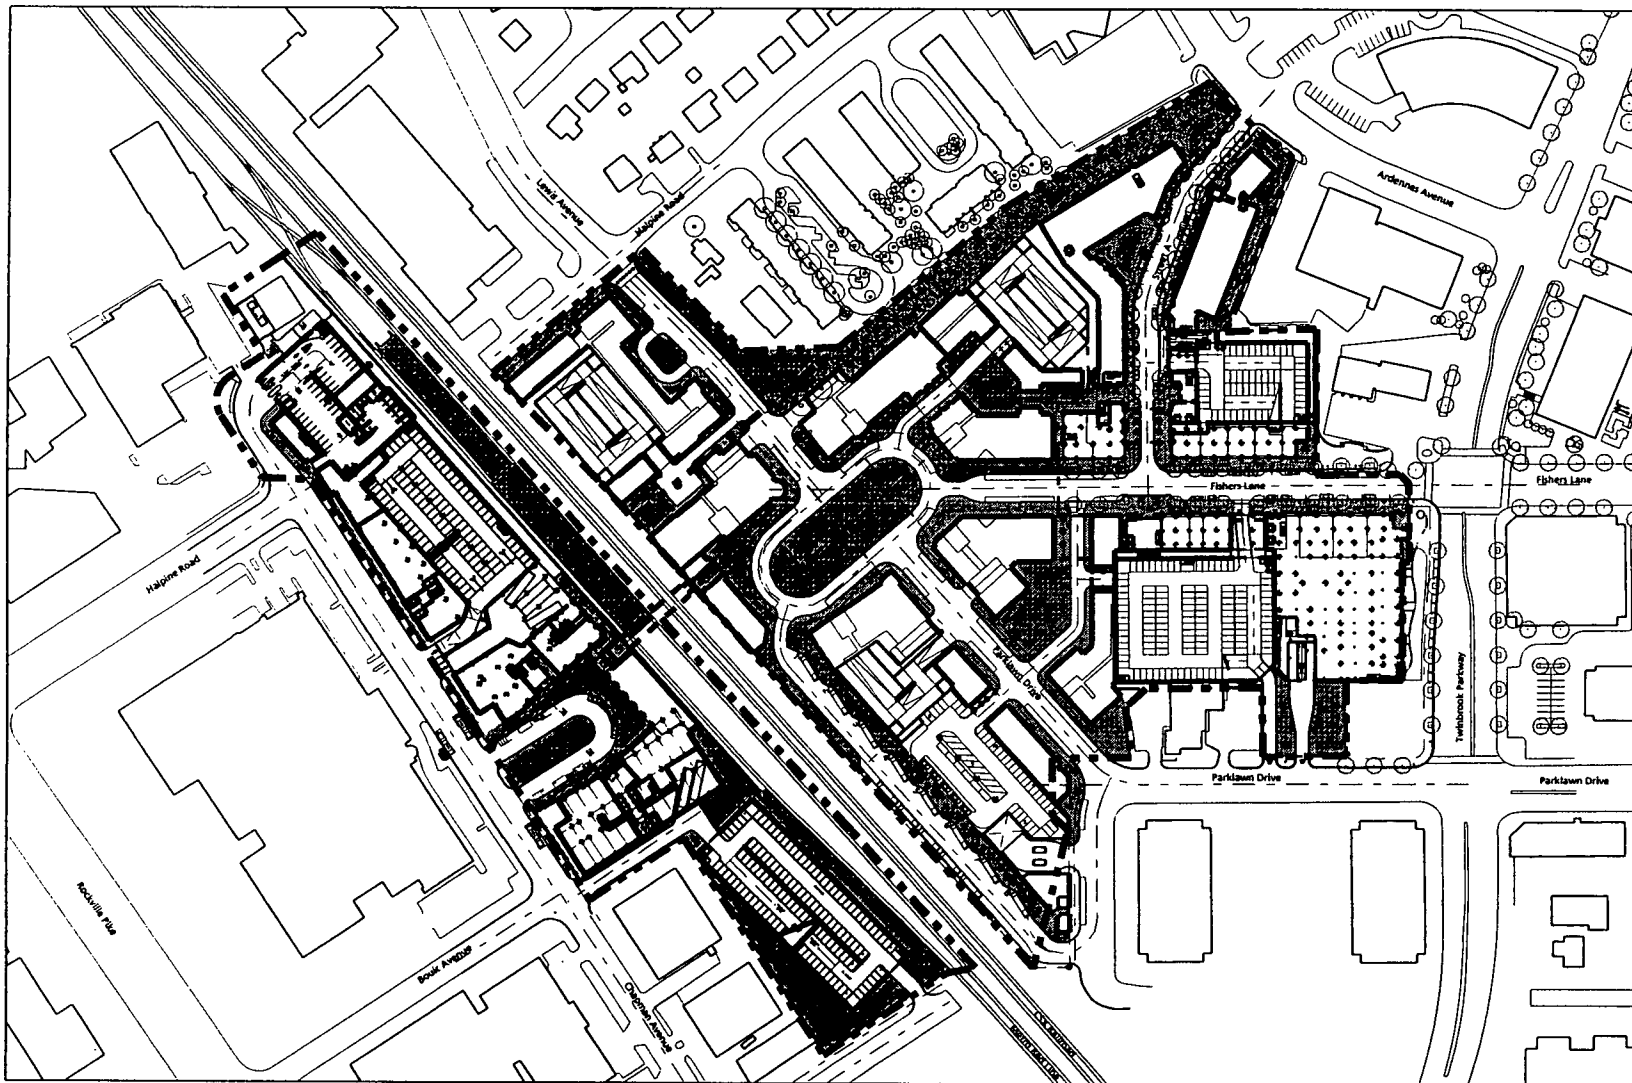 Lewis Avenue
Halpine Road
Ardennes Avenue
Fishers Lane
Fishers Lane
Halpine Road
Parklawn Drive
Twinbrook Parkway
Parklawn Drive
Parklawn Drive
Rockville Pike
Bouk Avenue
Chapman Avenue